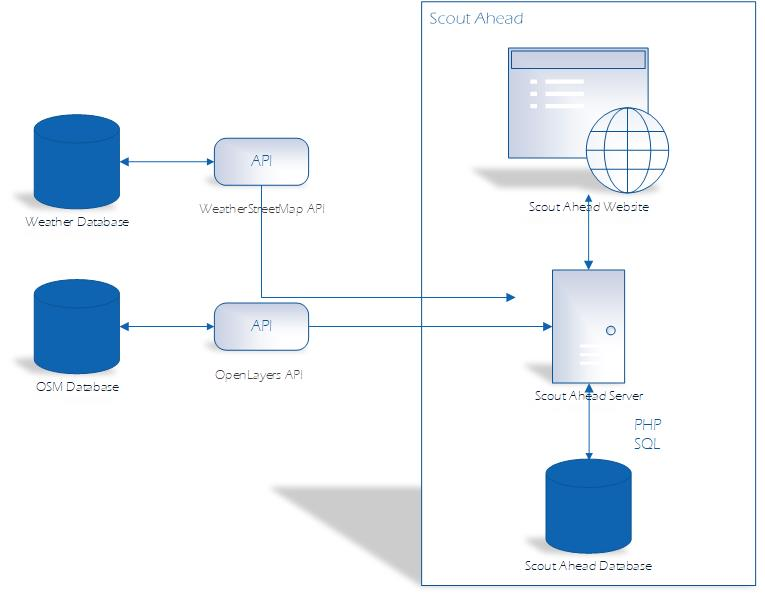 Scout Ahead
API
Weather Database
WeatherStreetMap API
Scout Ahead Website
API
OSM Database
OpenLayers API
Scout Ahead Server
PHP
SQL
Scout Ahead Database